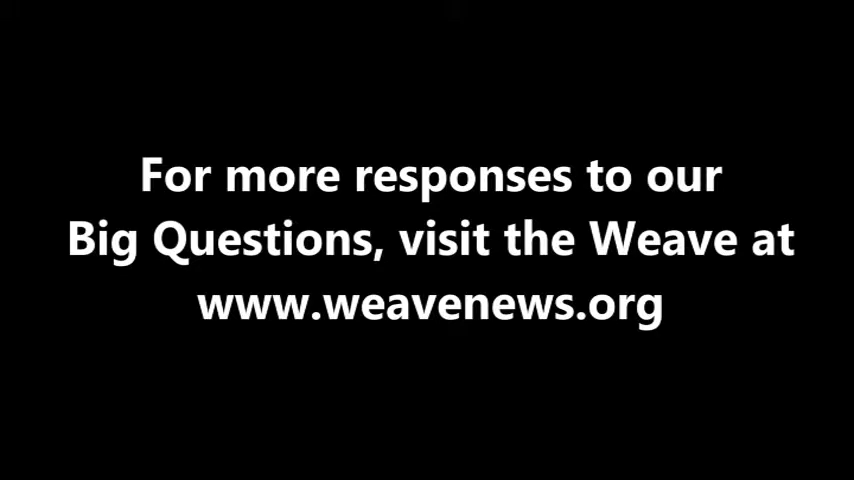 For more responses to our
Big Questions, visit the Weave at
www.weavenews.org